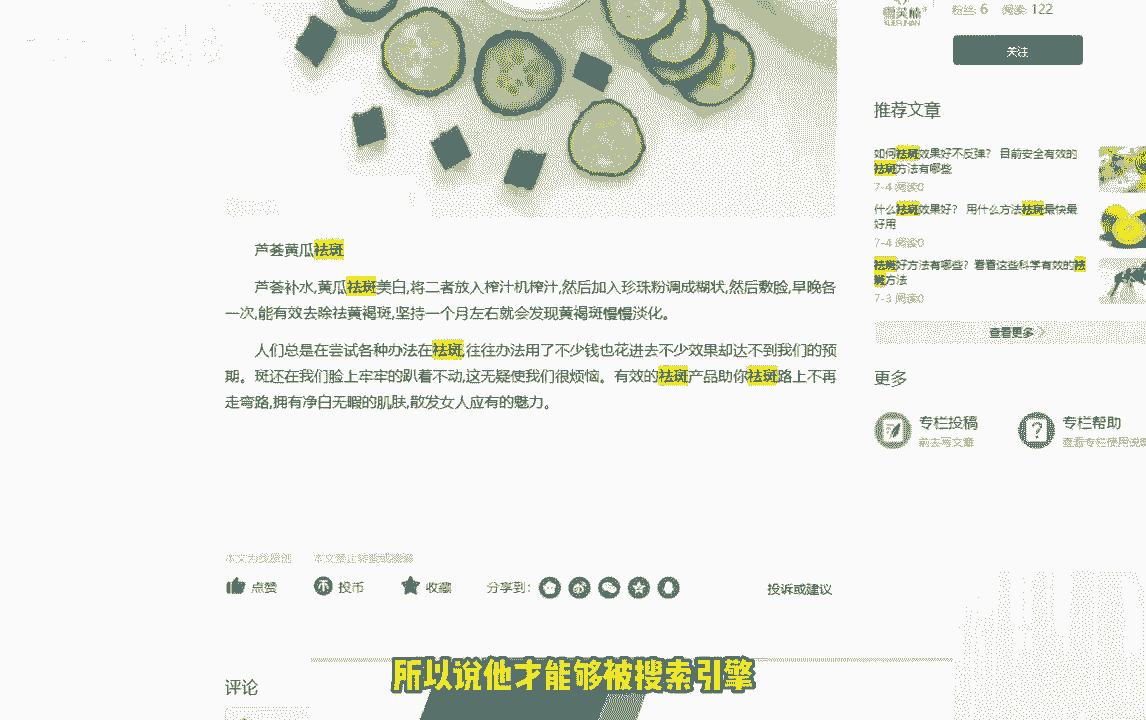 雪芙楠
XUEFUNAN
粉丝: 6 阅读: 122
关注
推荐文章
如何祛斑效果好不反弹? 目前安全有效的
祛斑方法有哪些
7-4 阅读0
什么祛斑效果好? 用什么方法祛斑最快最
好用
7-4 阅读0
祛斑好方法有哪些? 看看这些科学有效的祛
斑方法
7-3 阅读0
查看更多
更多
专栏投稿
前去写文章
专栏帮助
查看专栏使用说明
芦荟黄瓜祛斑
芦荟补水,黄瓜祛斑美白,将二者放入榨汁机榨汁,然后加入珍珠粉调成糊状,然后敷脸,早晚各
一次,能有效去除祛黄褐斑,坚持一个月左右就会发现黄褐斑慢慢淡化。
人们总是在尝试各种办法在祛斑,往往办法用了不少钱也花进去不少效果却达不到我们的预
期。斑还在我们脸上牢牢的趴着不动,这无疑使我们很烦恼。有效的祛斑产品助你祛斑路上不再
走弯路,拥有净白无暇的肌肤,散发女人应有的魅力。
本文为我原创 本文禁止转载或摘编
点赞 投币 收藏 分享到: 投诉或建议
评论
所以说他才能够被搜索引擎